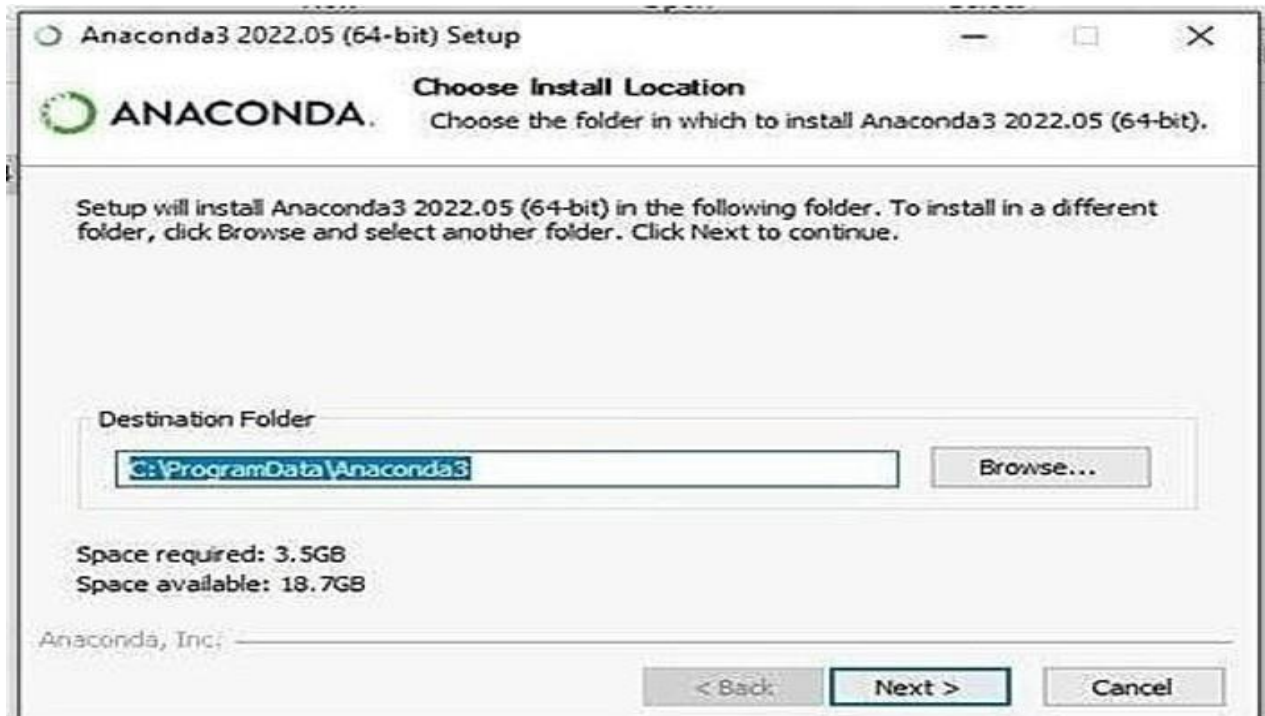 Anaconda3 2022.05 (64-bit) Setup
ANACONDA.
Choose Install Location
Choose the folder in which to install Anaconda3 2022.05 (64-bit).
Setup will install Anaconda3 2022.05 (64-bit) in the following folder. To install in a different
folder, click Browse and select another folder. Click Next to continue.
Destination Folder
C:\ProgramData\Anaconda3
Browse...
Space required: 3.5GB
Space available: 18.7GB
Anaconda, Inc.
< Back
Next >
Cancel